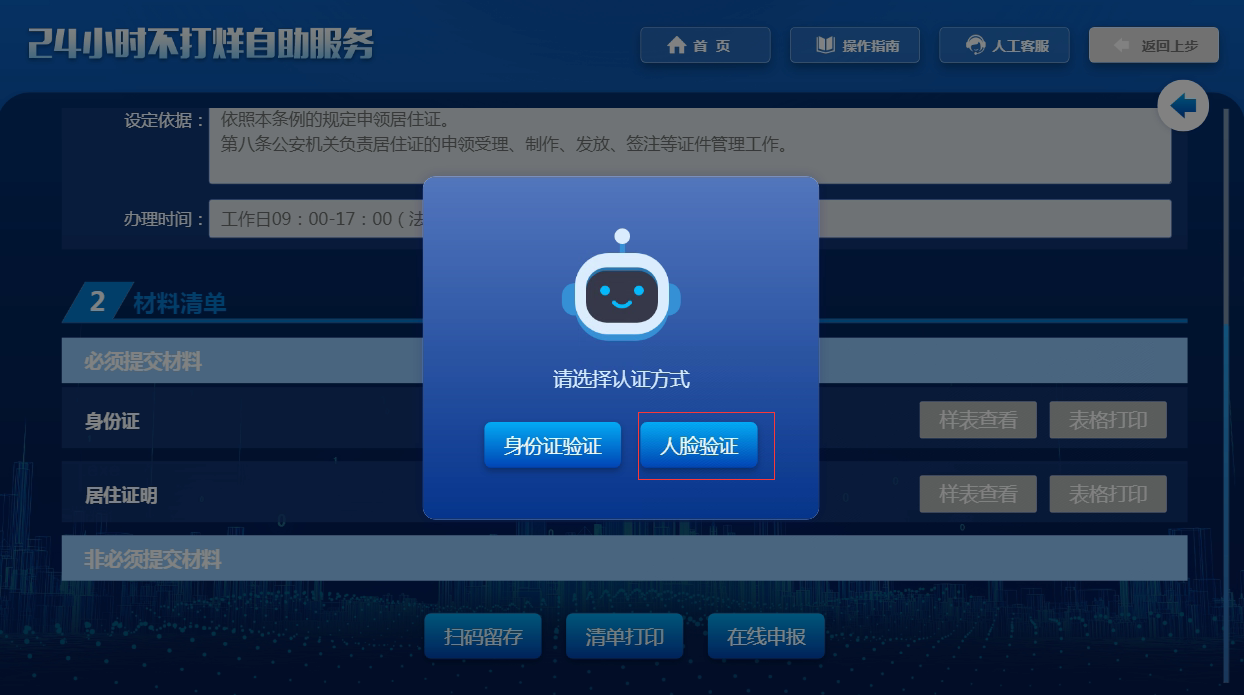 24小时不打烊自助服务
首 页
操作指南
人工客服
返回上步
设定依据：
依照本条例的规定申领居住证。
第八条公安机关负责居住证的申领受理、制作、发放、签注等证件管理工作。
办理时间：
工作日09：00-17：00（法
2
材料清单
必须提交材料
身份证
样表查看
表格打印
居住证明
样表查看
表格打印
非必须提交材料
请选择认证方式
身份证验证
人脸验证
扫码留存
清单打印
在线申报